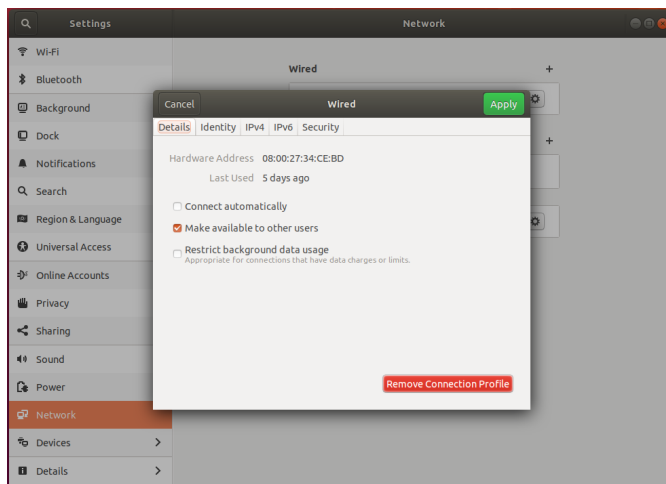 Settings
Network
Wi-Fi
Bluetooth
Background
Dock
Notifications
Search
Region & Language
Universal Access
Online Accounts
Privacy
Sharing
Sound
Power
Network
Devices
Details
Wired
+
+
Cancel
Wired
Apply
Details Identity IPv4 IPv6 Security
Hardware Address 08:00:27:34:CE:BD
Last Used 5 days ago
Connect automatically
Make available to other users
Restrict background data usage
Appropriate for connections that have data charges or limits.
Remove Connection Profile